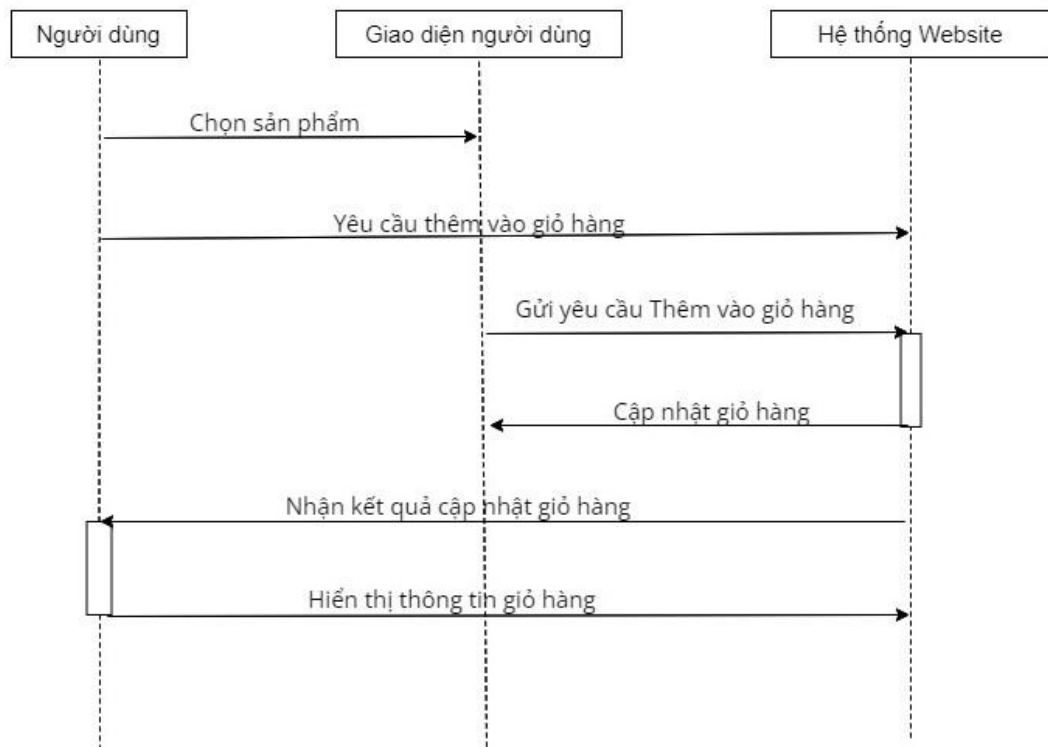 Người dùng
Giao diện người dùng
Hệ thống Website
Chọn sản phẩm
Yêu cầu thêm vào giỏ hàng
Gửi yêu cầu Thêm vào giỏ hàng
Cập nhật giỏ hàng
Nhận kết quả cập nhật giỏ hàng
Hiển thị thông tin giỏ hàng